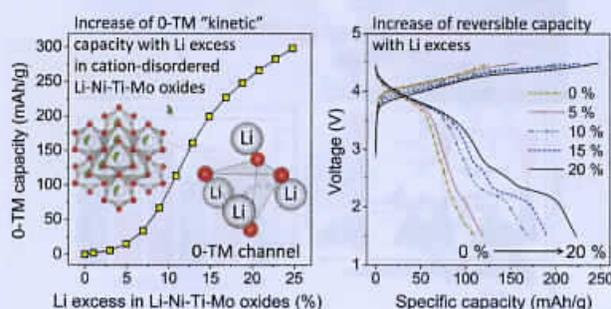 Increase of 0-TM "kinetic"
capacity with Li excess
in cation-disordered
Li-Ni-Ti-Mo oxides
300
250
200
150
100
50
0
0-TM capacity (mAh/g)
Li
Li
Li
Li
0-TM channel
0 5 10 15 20 25
Li excess in Li-Ni-Ti-Mo oxides (%)
Increase of reversible capacity
with Li excess
5
4
3
2
1
Voltage (V)
0 %
5 %
10 %
15 %
20 %
0 % 20 %
0 50 100 150 200 250
Specific capacity (mAh/g)